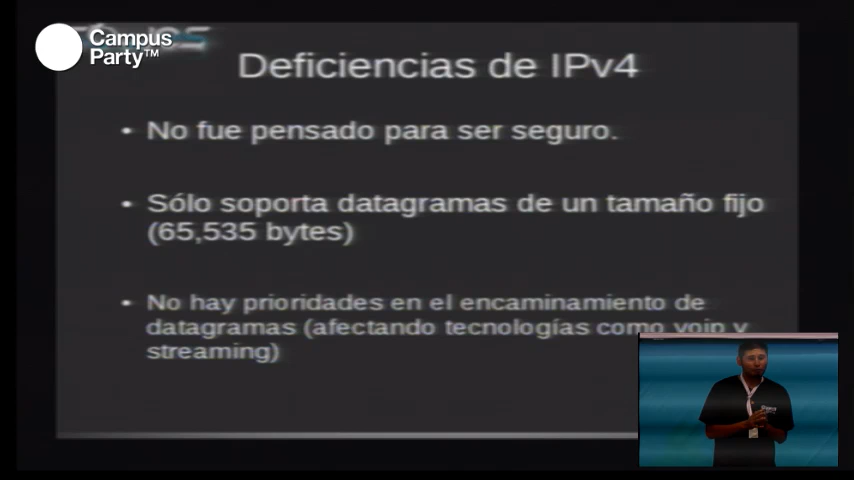 Campus
Party™
Deficiencias de IPv4
• No fue pensado para ser seguro.
• Sólo soporta datagramas de un tamaño fijo
(65,535 bytes)
• No hay prioridades en el encaminamiento de
datagramas (afectando tecnologías como voip y
streaming)